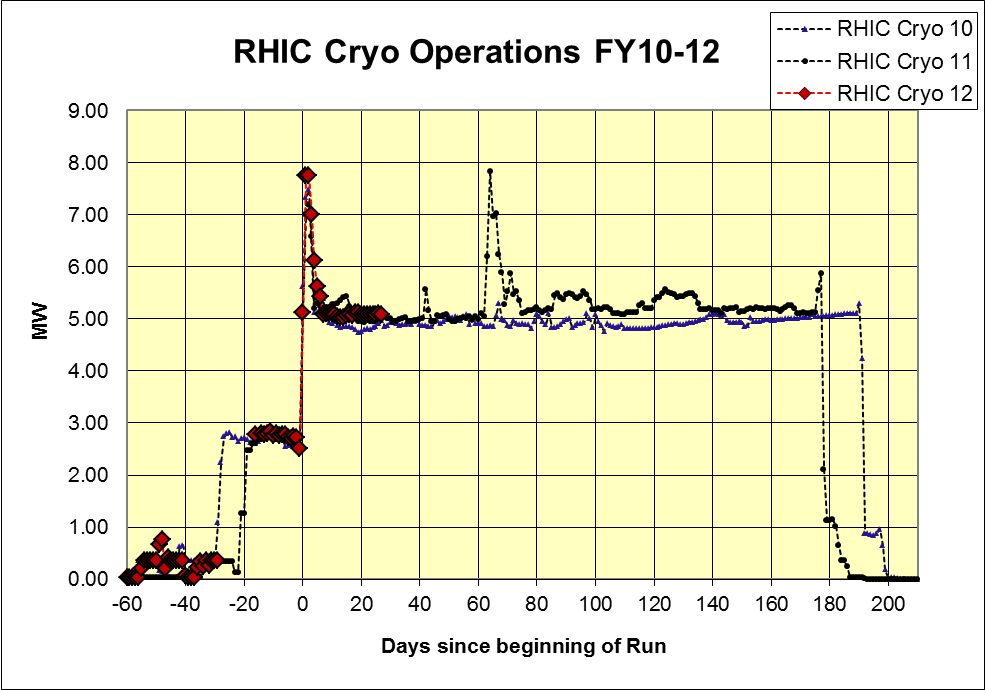 RHIC Cryo Operations FY10-12
RHIC Cryo 10
RHIC Cryo 11
RHIC Cryo 12
9.00
8.00
7.00
6.00
5.00
4.00
3.00
2.00
1.00
0.00
MW
-60 -40 -20 0 20 40 60 80 100 120 140 160 180 200
Days since beginning of Run